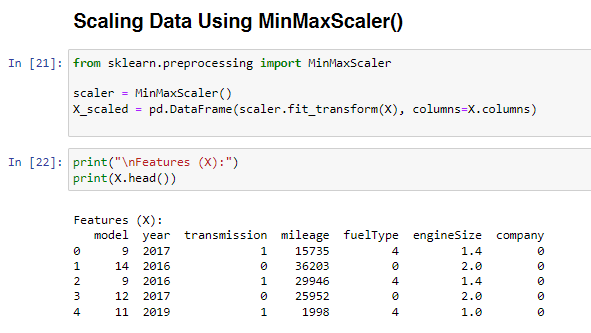 Scaling Data Using MinMaxScaler()
In [21]: from sklearn.preprocessing import MinMaxScaler
scaler = MinMaxScaler()
X_scaled = pd.DataFrame(scaler.fit_transform(X), columns=X.columns)
In [22]: print("\nFeatures (X):")
print(X.head())
Features (X):
model year transmission mileage fuelType engineSize company
0 9 2017 1 15735 4 1.4 0
1 14 2016 0 36203 0 2.0 0
2 9 2016 1 29946 4 1.4 0
3 12 2017 0 25952 0 2.0 0
4 11 2019 1 1998 4 1.0 0